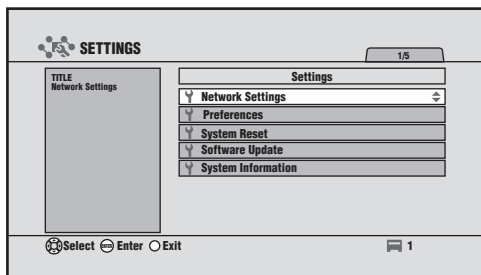 SETTINGS
1/5
TITLE
Network Settings
Settings
Network Settings
Preferences
System Reset
Software Update
System Information
Select ENTER Enter Exit
1